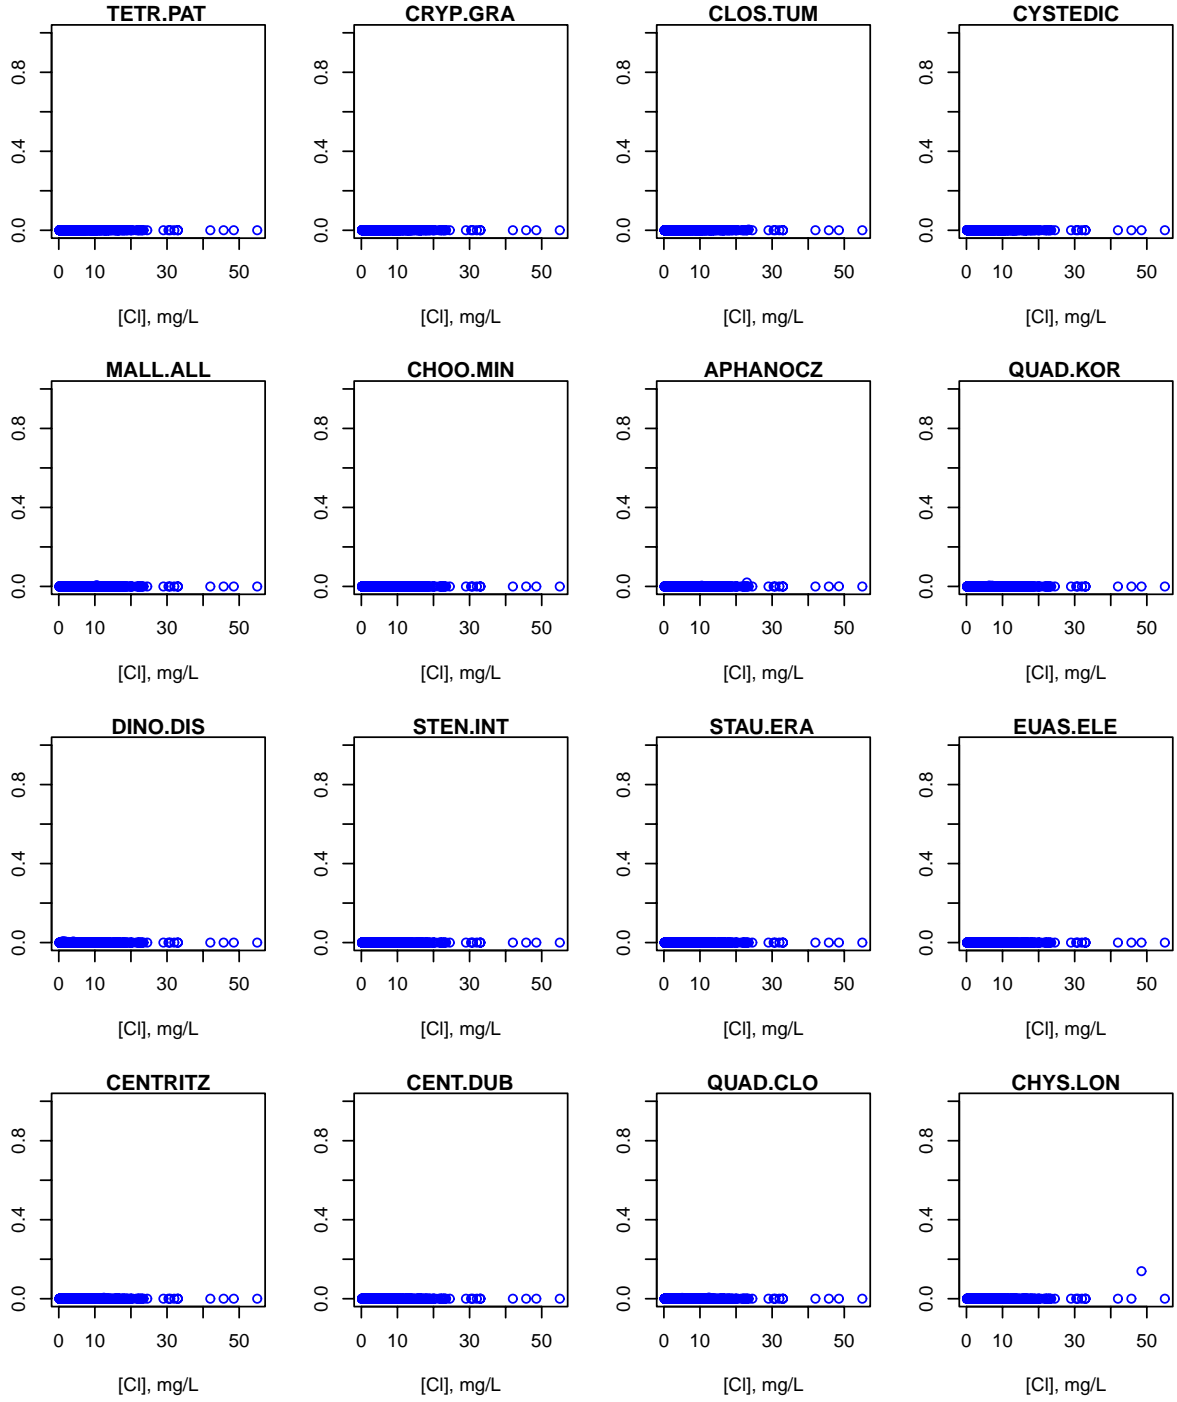 TETR.PAT CRYP.GRA CLOS.TUM CYSTEDIC
0.8 0.8 0.8 0.8
0.4 0.4 0.4 0.4
0.0 0.0 0.0 0.0
0 10 30 50 0 10 30 50 0 10 30 50 0 10 30 50
[Cl], mg/L [Cl], mg/L [Cl], mg/L [Cl], mg/L
MALL.ALL CHOO.MIN APHANOCZ QUAD.KOR
0.8 0.8 0.8 0.8
0.4 0.4 0.4 0.4
0.0 0.0 0.0 0.0
0 10 30 50 0 10 30 50 0 10 30 50 0 10 30 50
[Cl], mg/L [Cl], mg/L [Cl], mg/L [Cl], mg/L
DINO.DIS STEN.INT STAU.ERA EUAS.ELE
0.8 0.8 0.8 0.8
0.4 0.4 0.4 0.4
0.0 0.0 0.0 0.0
0 10 30 50 0 10 30 50 0 10 30 50 0 10 30 50
[Cl], mg/L [Cl], mg/L [Cl], mg/L [Cl], mg/L
CENTRITZ CENT.DUB QUAD.CLO CHYS.LON
0.8 0.8 0.8 0.8
0.4 0.4 0.4 0.4
0.0 0.0 0.0 0.0
0 10 30 50 0 10 30 50 0 10 30 50 0 10 30 50
[Cl], mg/L [Cl], mg/L [Cl], mg/L [Cl], mg/L